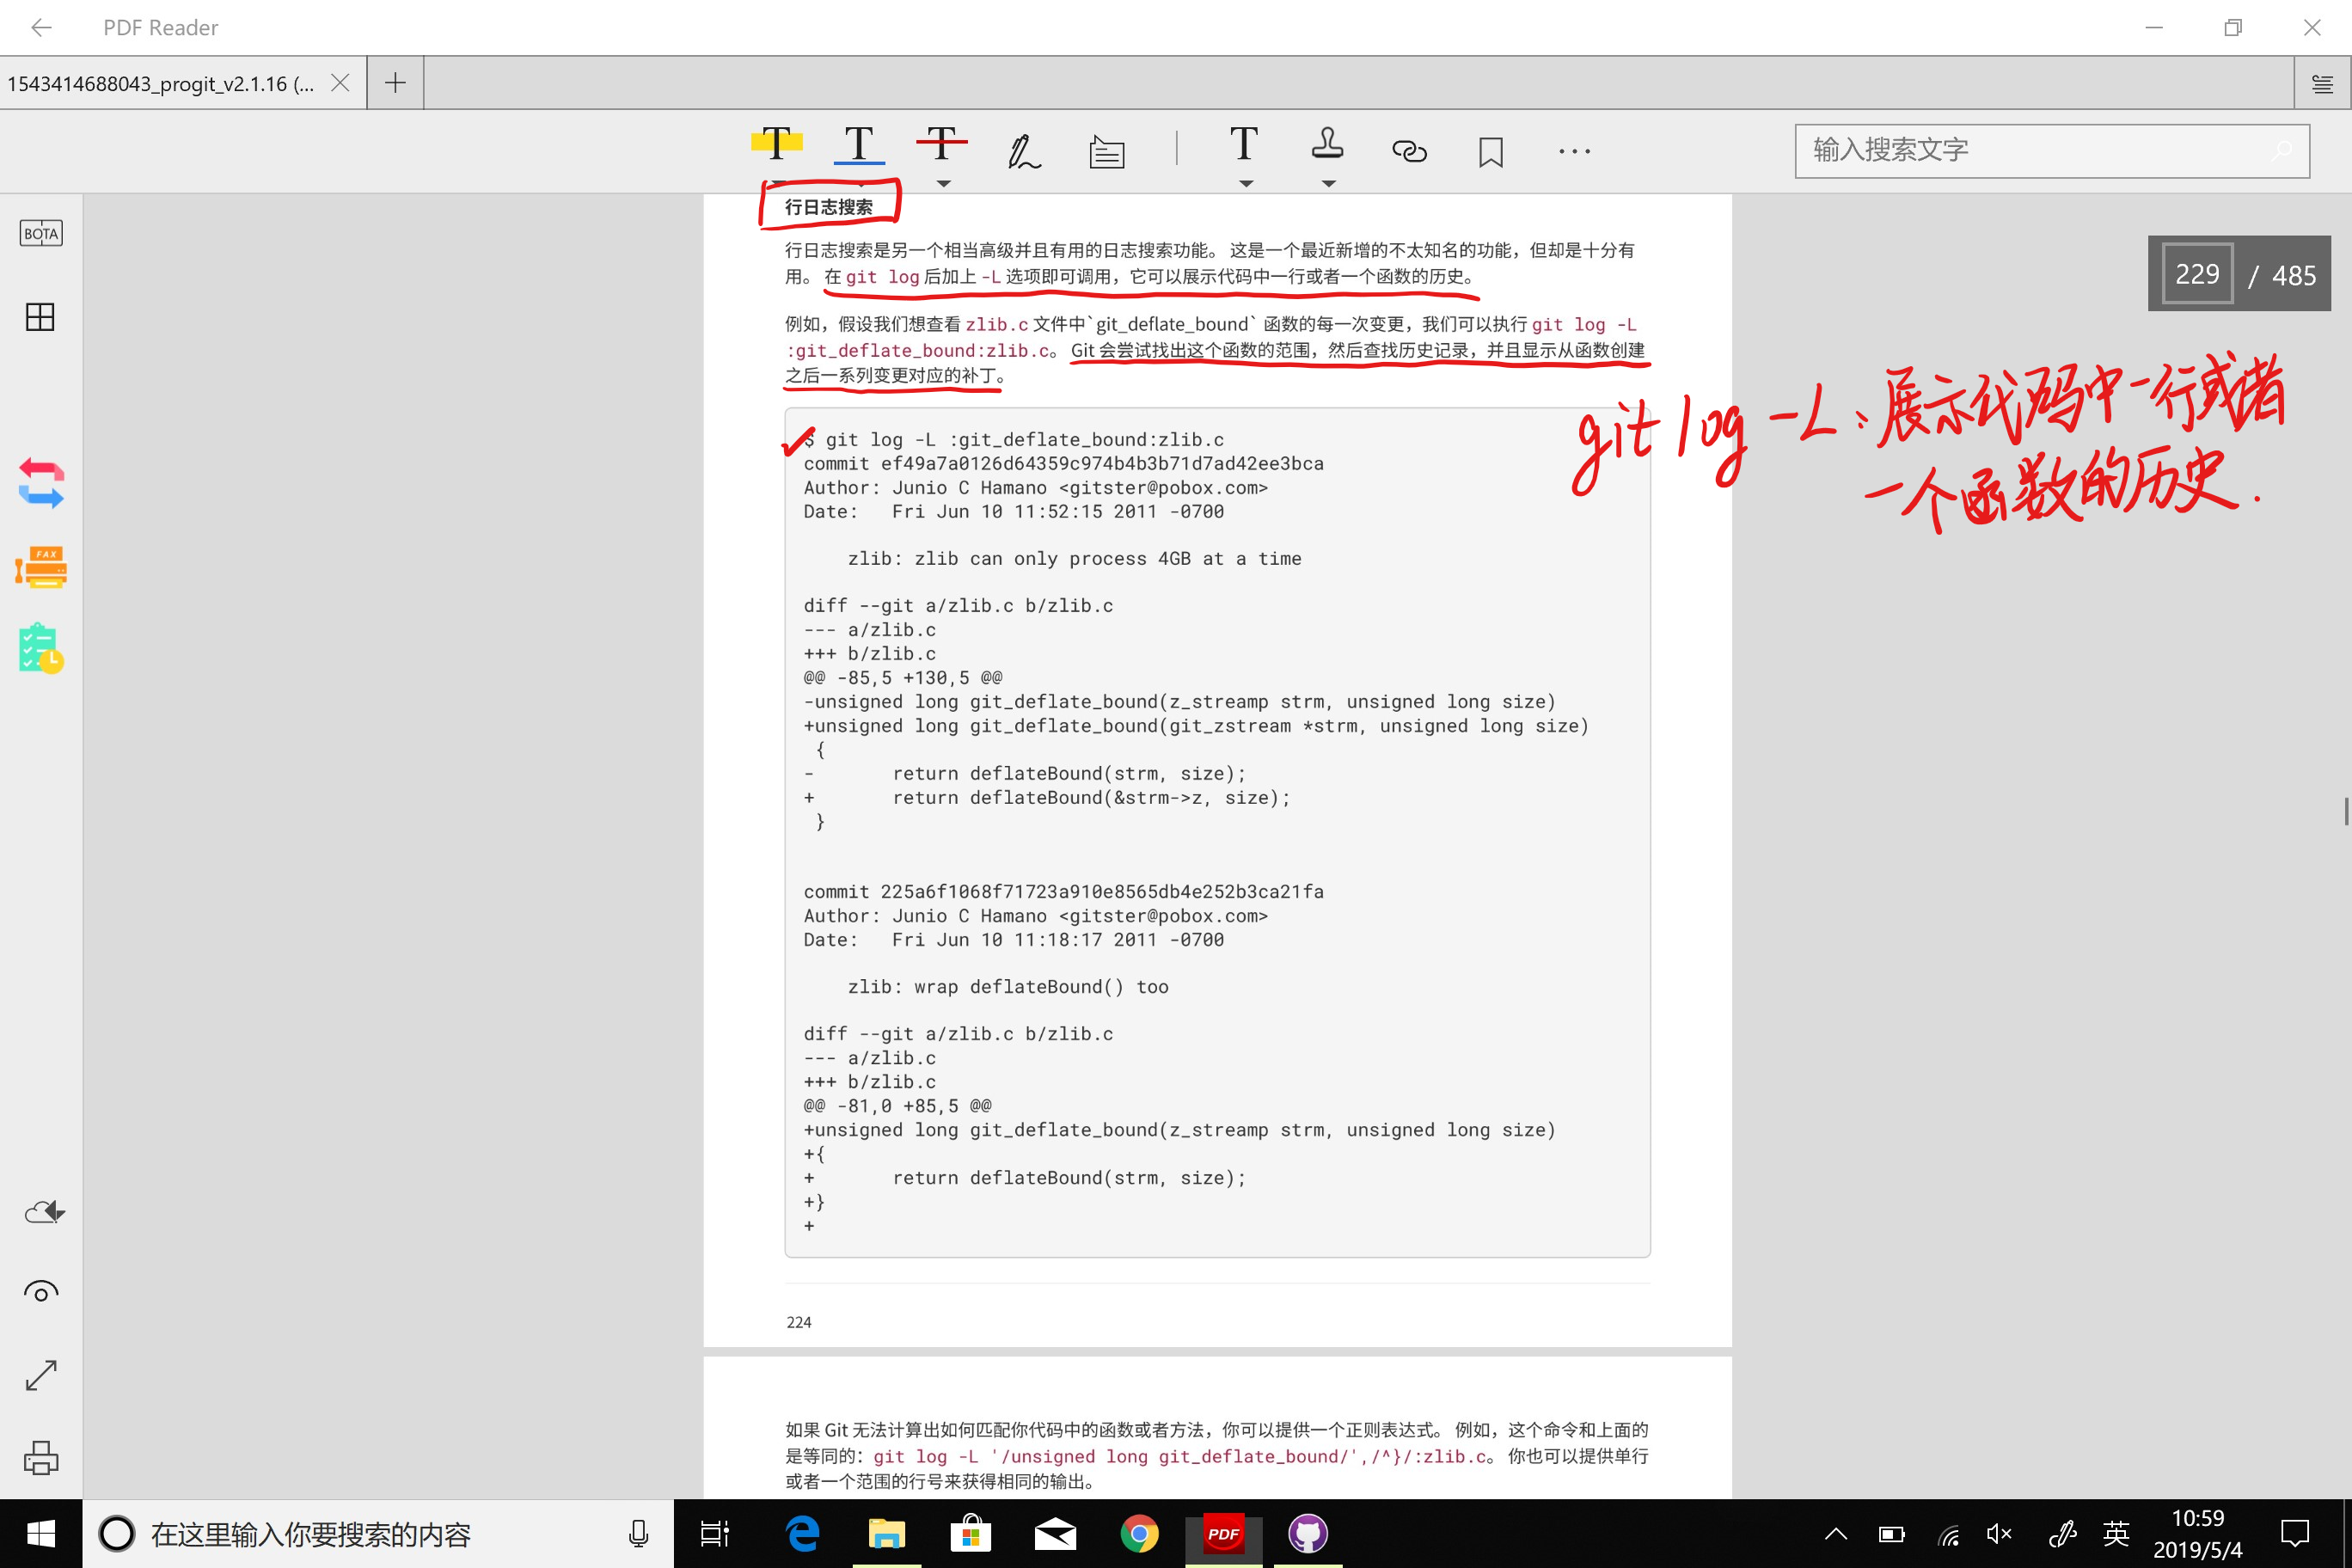 PDF Reader
1543414688043_progit_v2.1.16 (...
T T T T
输入搜索文字
BOTA
FAX
229 / 485
行日志搜索
行日志搜索是另一个相当高级并且有用的日志搜索功能。 这是一个最近新增的不太知名的功能，但却是十分有
用。 在 git log 后加上 -L 选项即可调用，它可以展示代码中一行或者一个函数的历史。
例如，假设我们想查看 zlib.c 文件中`git_deflate_bound` 函数的每一次变更，我们可以执行 git log -L
:git_deflate_bound:zlib.c。 Git 会尝试找出这个函数的范围，然后查找历史记录，并且显示从函数创建
之后一系列变更对应的补丁。
git log -L：展示代码中一行或者
一个函数的历史.
$ git log -L :git_deflate_bound:zlib.c
commit ef49a7a0126d64359c974b4b3b71d7ad42ee3bca
Author: Junio C Hamano <gitster@pobox.com>
Date:   Fri Jun 10 11:52:15 2011 -0700
    zlib: zlib can only process 4GB at a time
diff --git a/zlib.c b/zlib.c
--- a/zlib.c
+++ b/zlib.c
@@ -85,5 +130,5 @@
-unsigned long git_deflate_bound(z_streamp strm, unsigned long size)
+unsigned long git_deflate_bound(git_zstream *strm, unsigned long size)
 {
-       return deflateBound(strm, size);
+       return deflateBound(&strm->z, size);
 }
commit 225a6f1068f71723a910e8565db4e252b3ca21fa
Author: Junio C Hamano <gitster@pobox.com>
Date:   Fri Jun 10 11:18:17 2011 -0700
    zlib: wrap deflateBound() too
diff --git a/zlib.c b/zlib.c
--- a/zlib.c
+++ b/zlib.c
@@ -81,0 +85,5 @@
+unsigned long git_deflate_bound(z_streamp strm, unsigned long size)
+{
+       return deflateBound(strm, size);
+}
+
224
如果 Git 无法计算出如何匹配你代码中的函数或者方法，你可以提供一个正则表达式。 例如，这个命令和上面的
是等同的：git log -L '/unsigned long git_deflate_bound/',/^}/:zlib.c。 你也可以提供单行
或者一个范围的行号来获得相同的输出。
在这里输入你要搜索的内容
PDF
英
10:59
2019/5/4